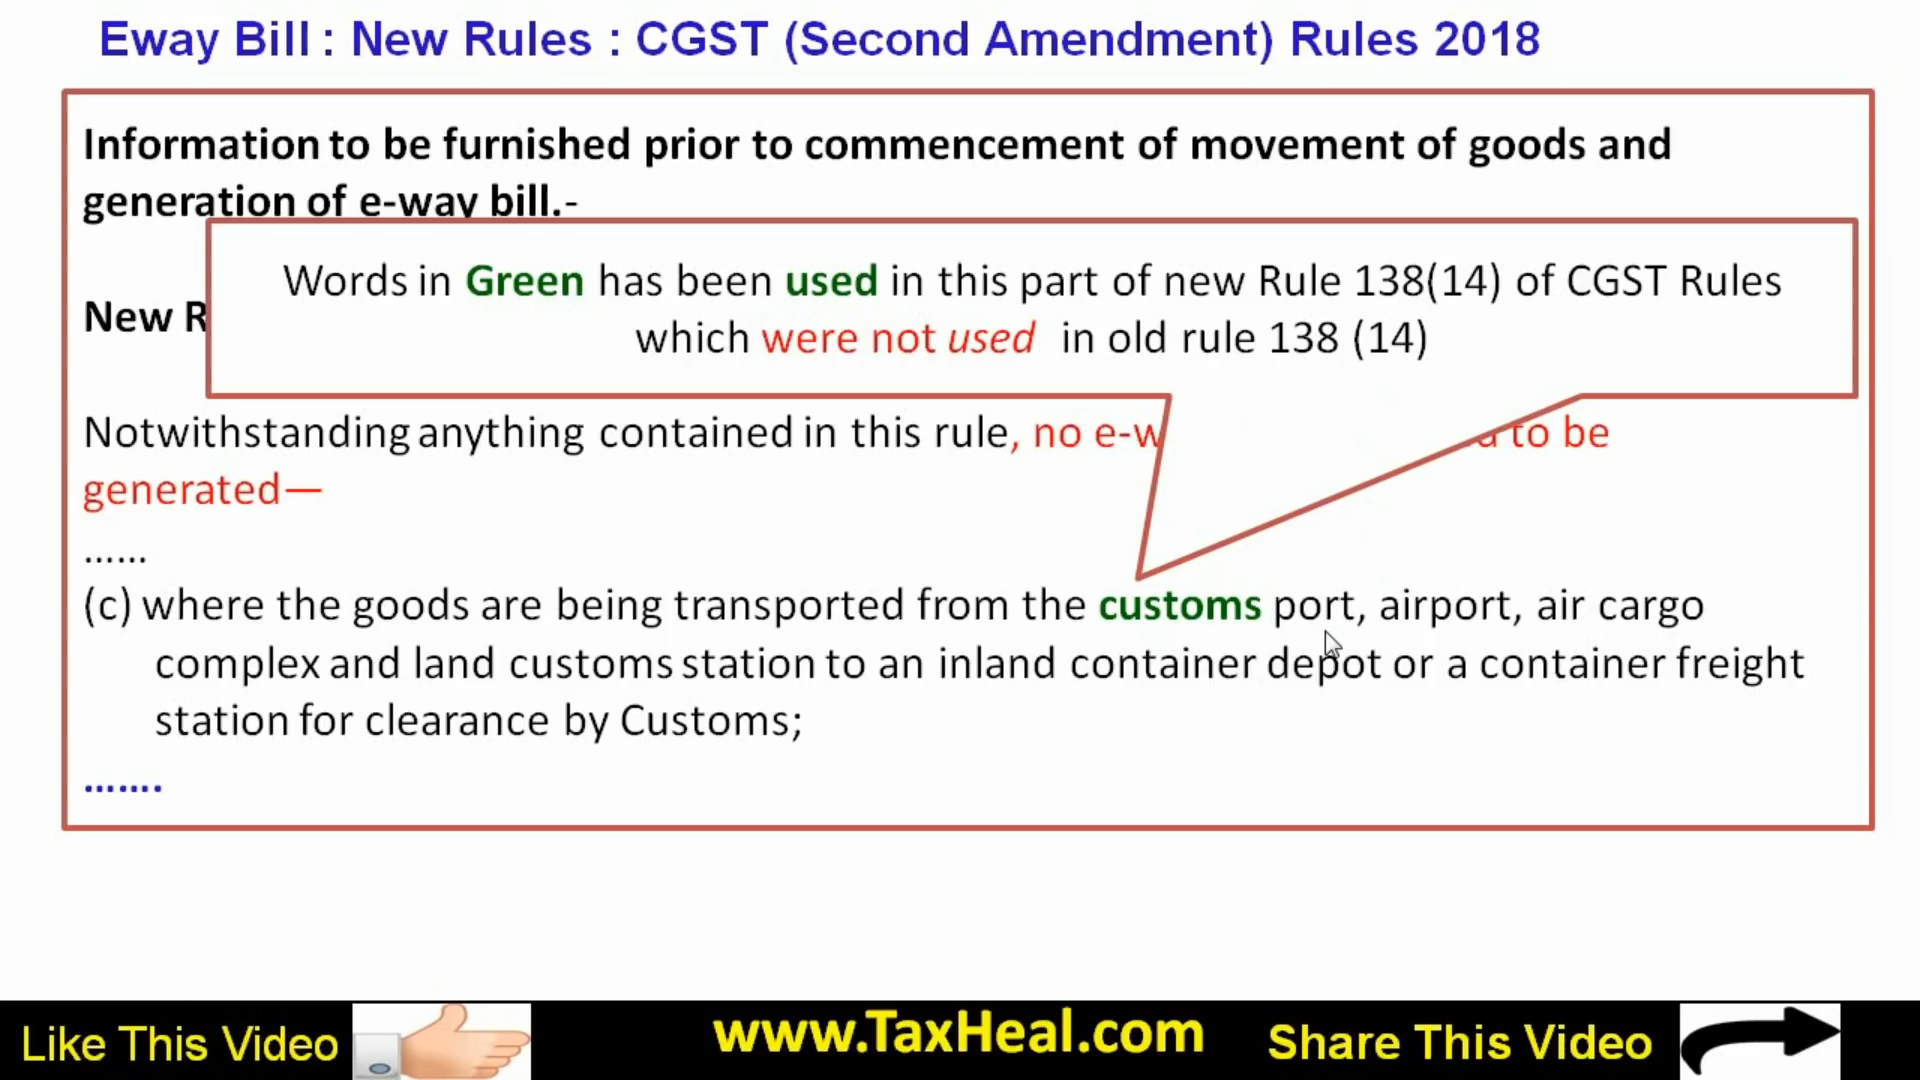 Eway Bill : New Rules : CGST (Second Amendment) Rules 2018
Information to be furnished prior to commencement of movement of goods and
generation of e-way bill.-
Words in Green has been used in this part of new Rule 138(14) of CGST Rules
which were not used in old rule 138 (14)
New R
Notwithstanding anything contained in this rule, no e-w to be
generated—
......
(c) where the goods are being transported from the customs port, airport, air cargo
complex and land customs station to an inland container depot or a container freight
station for clearance by Customs;
.......
Like This Video
www.TaxHeal.com
Share This Video